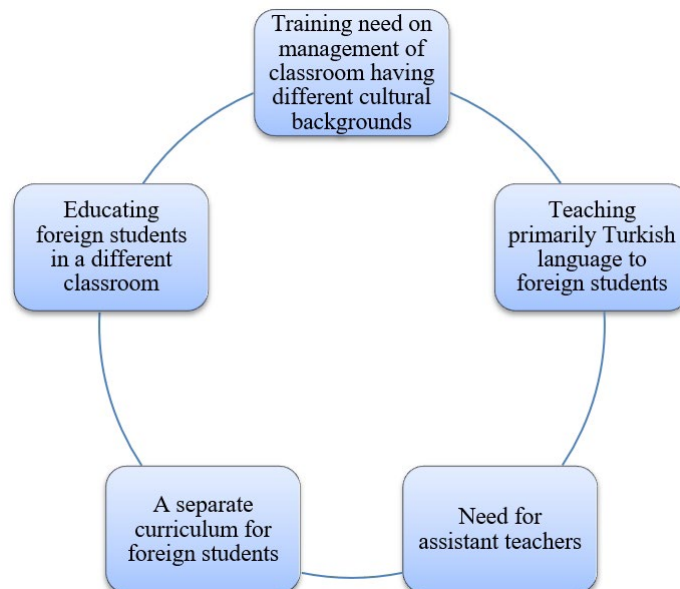 Training need on
management of
classroom having
different cultural
backgrounds
Teaching
primarily Turkish
language to
foreign students
Need for
assistant teachers
A separate
curriculum for
foreign students
Educating
foreign students
in a different
classroom